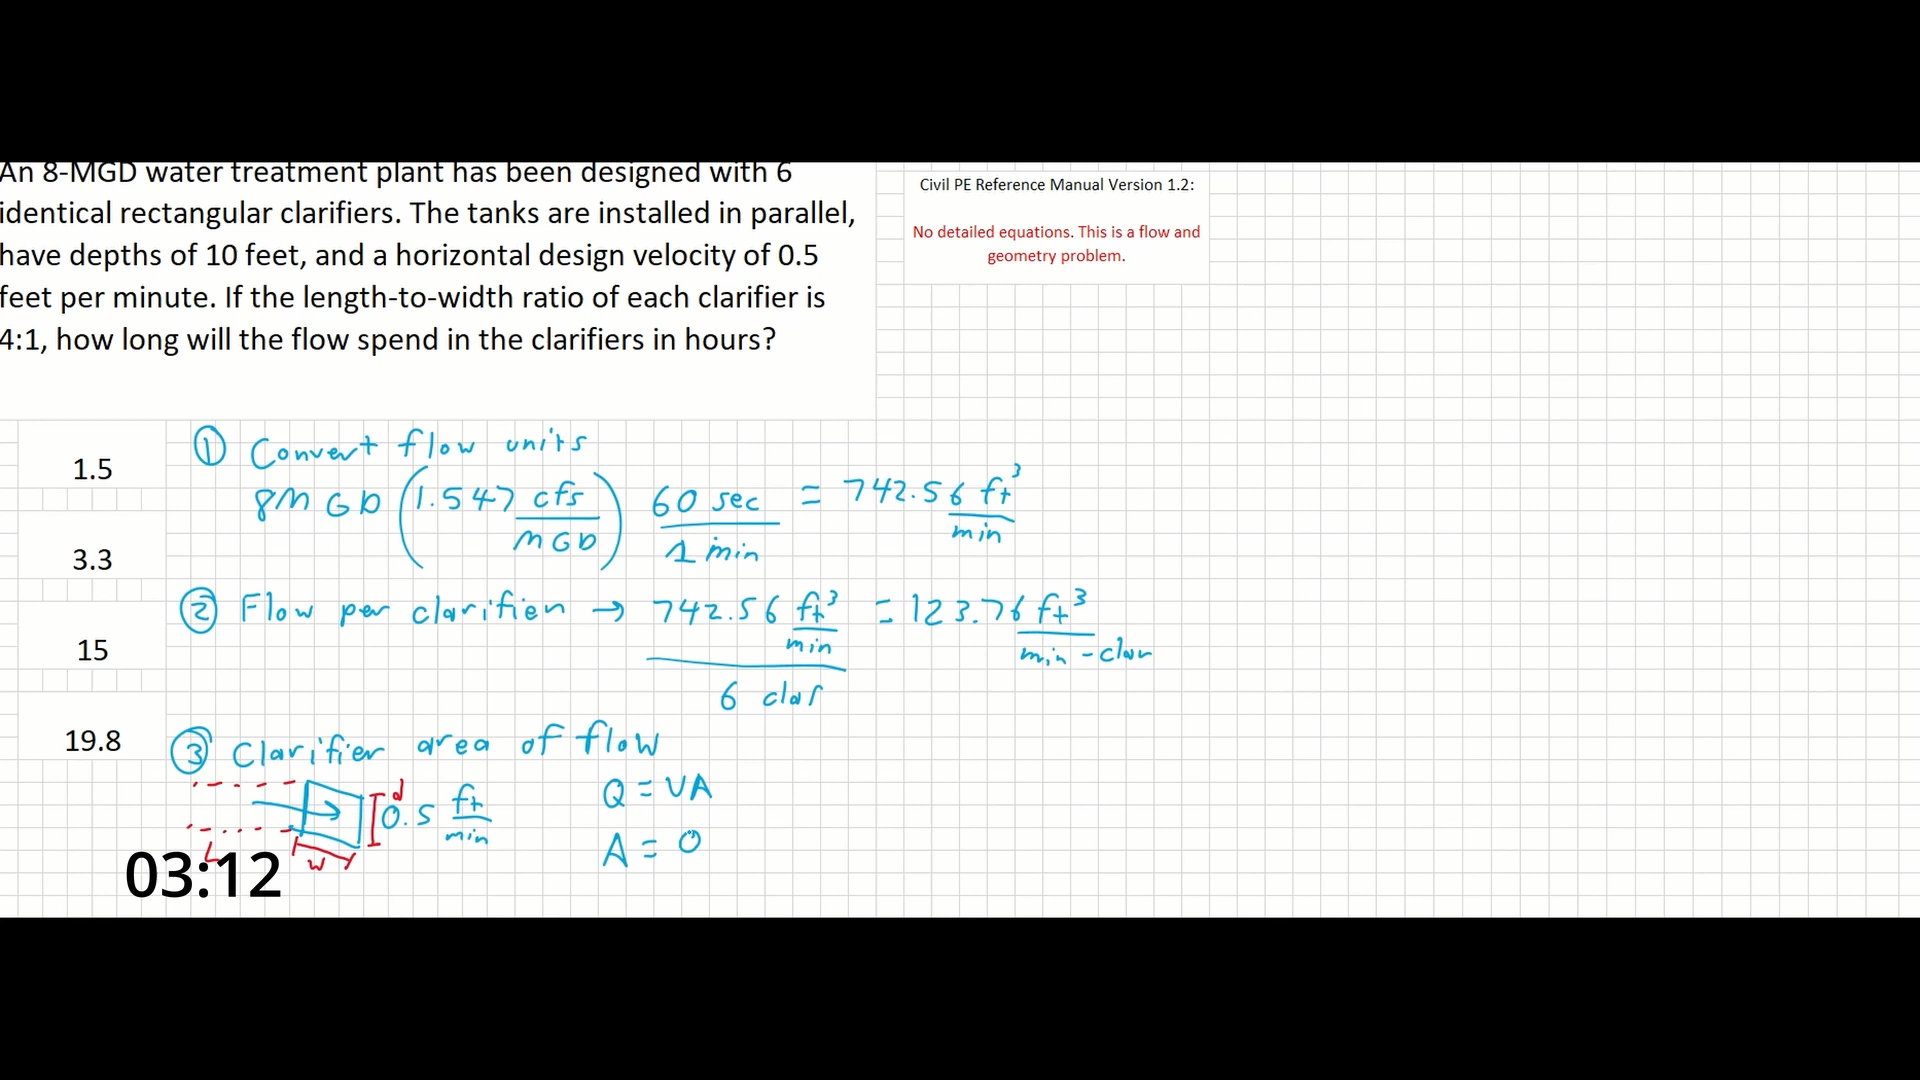 An 8-MGD water treatment plant has been designed with 6
identical rectangular clarifiers. The tanks are installed in parallel,
have depths of 10 feet, and a horizontal design velocity of 0.5
feet per minute. If the length-to-width ratio of each clarifier is
4:1, how long will the flow spend in the clarifiers in hours?
Civil PE Reference Manual Version 1.2:
No detailed equations. This is a flow and
geometry problem.
1.5
3.3
15
19.8
① Convert flow units
8MGD (1.547 cfs/MGD) 60 sec/1 min = 742.56 ft³/min
② Flow per clarifier → 742.56 ft³/min / 6 clar = 123.76 ft³/min-clar
③ Clarifier area of flow
d
0.5 ft/min
w
L
Q = VA
A = Q
03:12